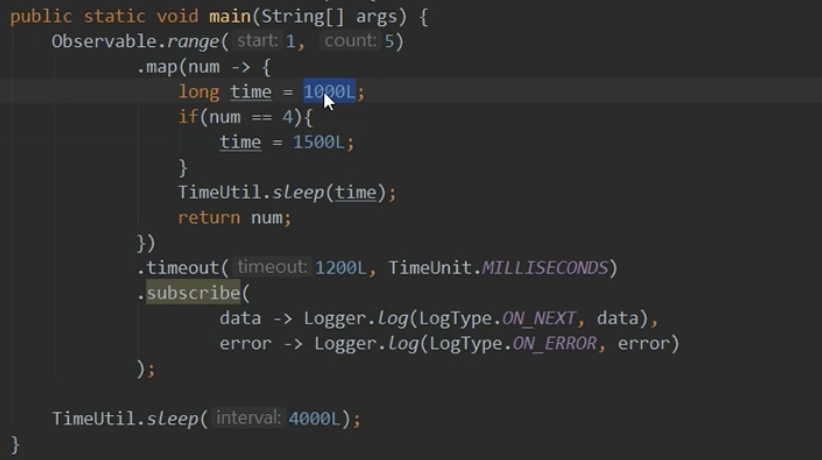 public static void main(String[] args) {
Observable.range( start: 1,  count: 5)
.map(num -> {
long time = 1000L;
if(num == 4){
time = 1500L;
}
TimeUtil.sleep(time);
return num;
})
.timeout( timeout: 1200L, TimeUnit.MILLISECONDS)
.subscribe(
data -> Logger.log(LogType.ON_NEXT, data),
error -> Logger.log(LogType.ON_ERROR, error)
);
TimeUtil.sleep( interval: 4000L);
}